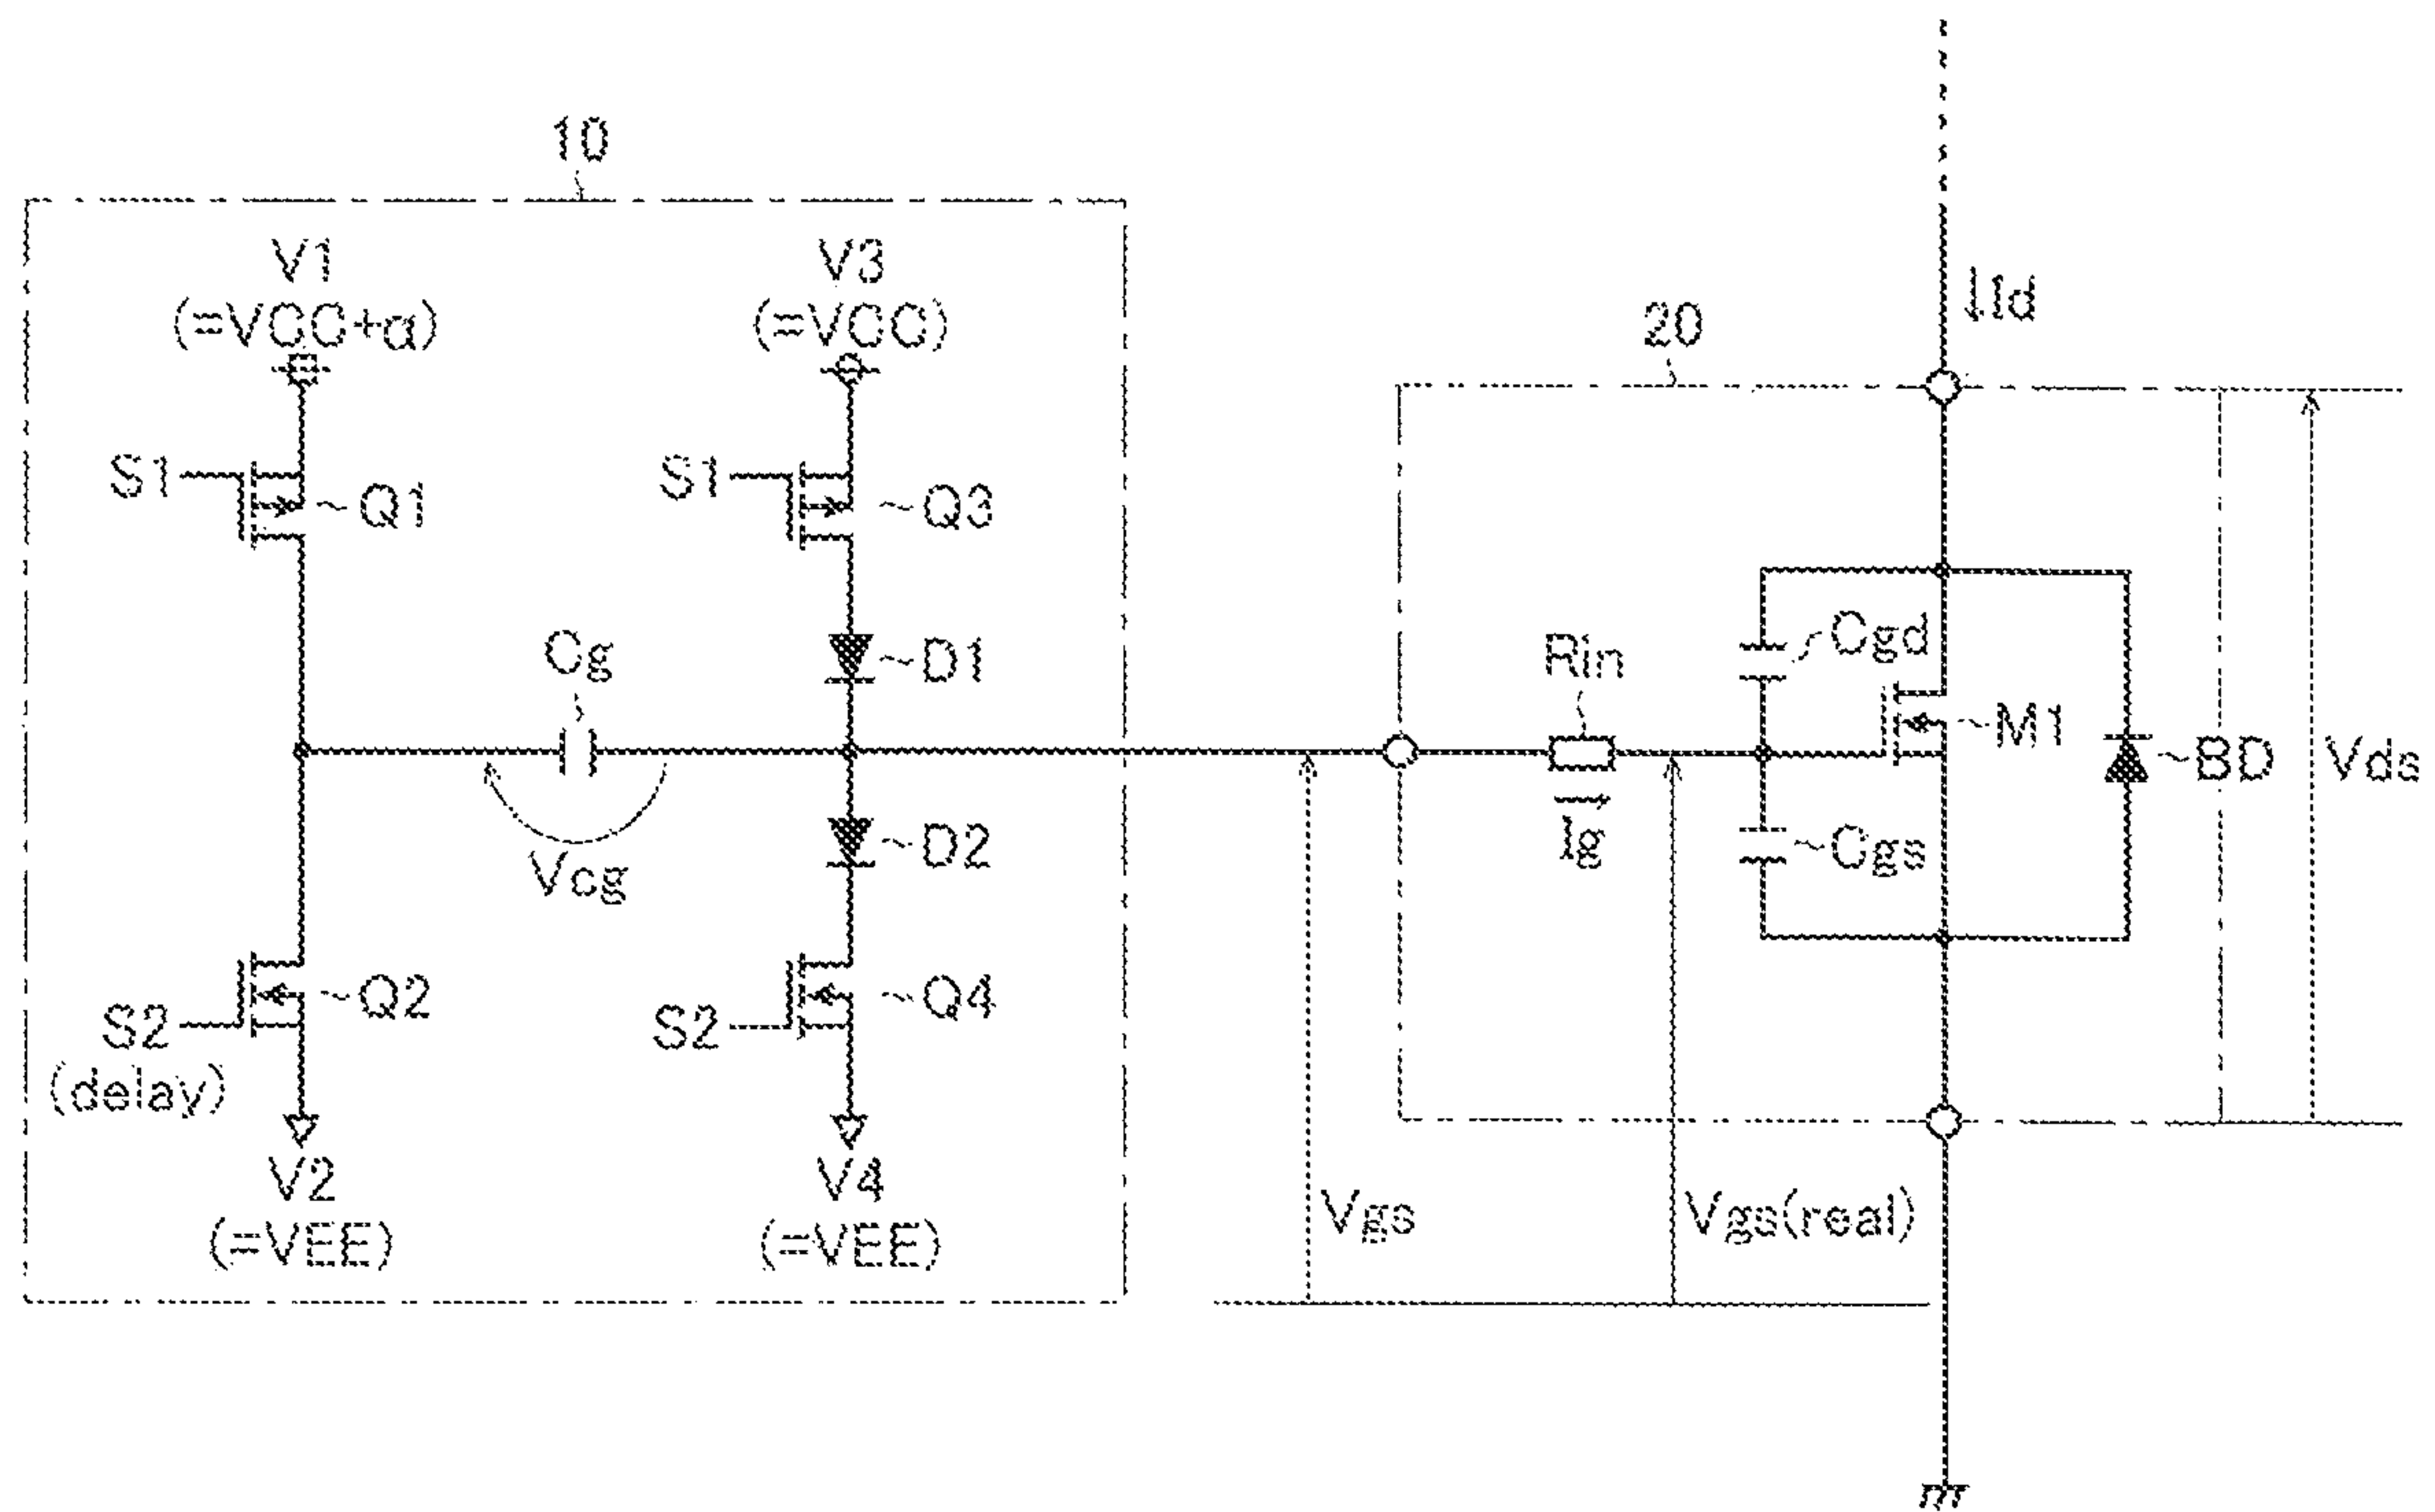 10
V1
(=VCC+α)
V3
(=VCC)
↓Id
20
S1
Q1
S1
Q3
Cg
D1
Rin
Cgd
M1
BD
Vds
Vcg
D2
Ig
Cgs
S2
(delay)
Q2
S2
Q4
V2
(=VEE)
V4
(=VEE)
Vgs
Vgs(real)